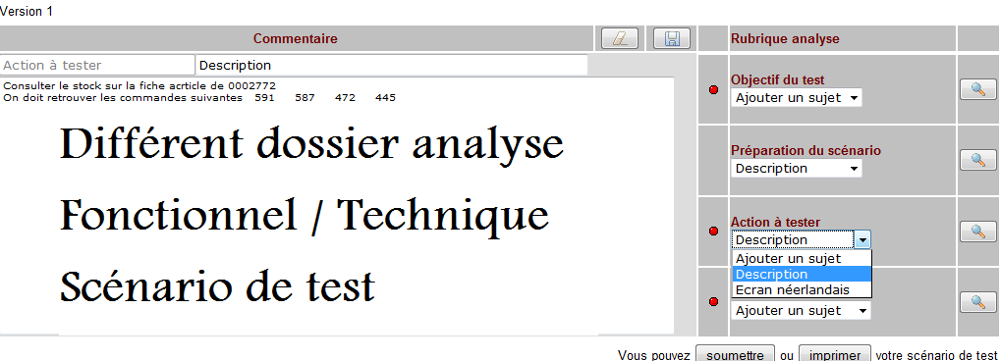 Version 1
Commentaire
Rubrique analyse
Action à tester
Description
Consulter le stock sur la fiche acrticle de 0002772
On doit retrouver les commandes suivantes 591 587 472 445
Différent dossier analyse
Fonctionnel / Technique
Scénario de test
Objectif du test
Ajouter un sujet
Préparation du scénario
Description
Action à tester
Description
Ajouter un sujet
Description
Ecran néerlandais
Ajouter un sujet
Vous pouvez soumettre ou imprimer votre scénario de test